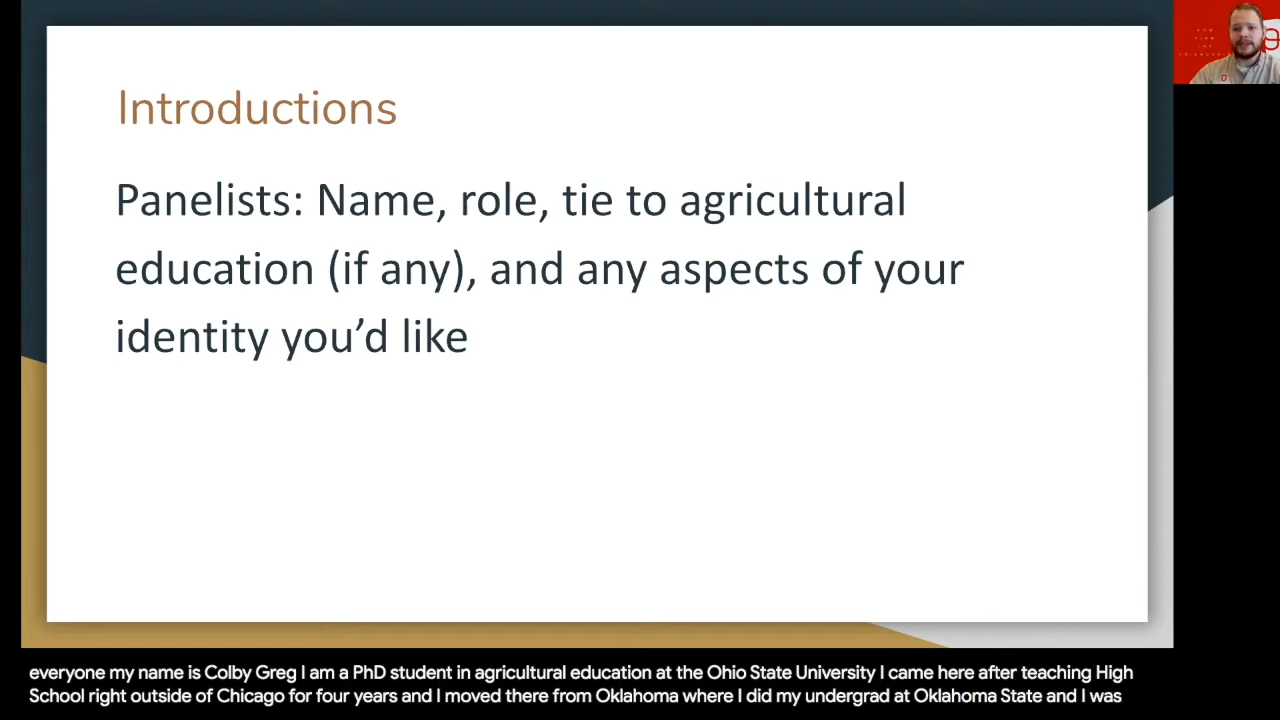 Introductions
Panelists: Name, role, tie to agricultural
education (if any), and any aspects of your
identity you’d like
everyone my name is Colby Greg I am a PhD student in agricultural education at the Ohio State University I came here after teaching High
School right outside of Chicago for four years and I moved there from Oklahoma where I did my undergrad at Oklahoma State and I was